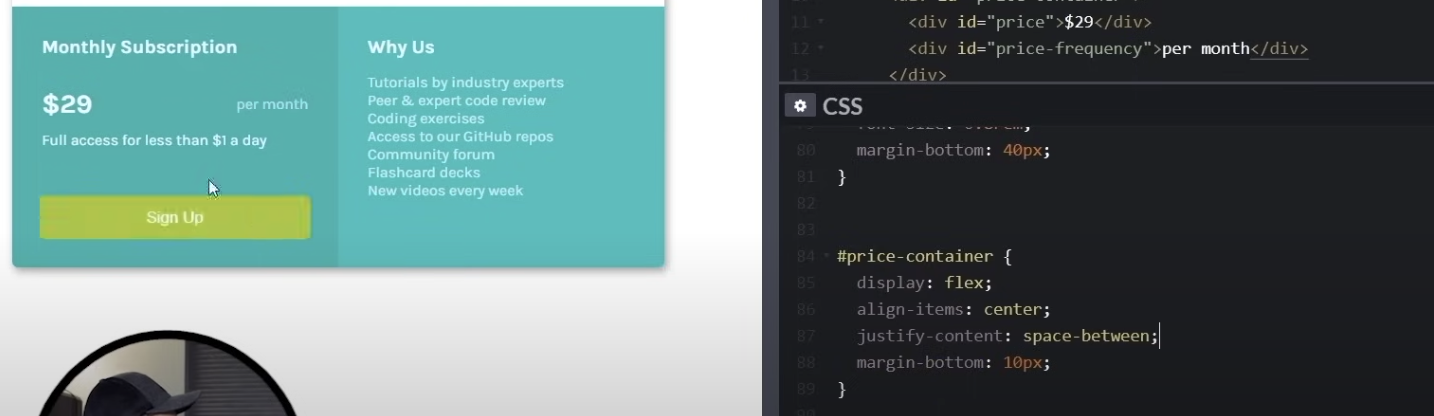 Monthly Subscription
$29
per month
Full access for less than $1 a day
Sign Up
Why Us
Tutorials by industry experts
Peer & expert code review
Coding exercises
Access to our GitHub repos
Community forum
Flashcard decks
New videos every week
11 <div id="price">$29</div>
12 <div id="price-frequency">per month</div>
13 </div>
CSS
80 margin-bottom: 40px;
81 }
82
83
84 #price-container {
85 display: flex;
86 align-items: center;
87 justify-content: space-between;
88 margin-bottom: 10px;
89 }